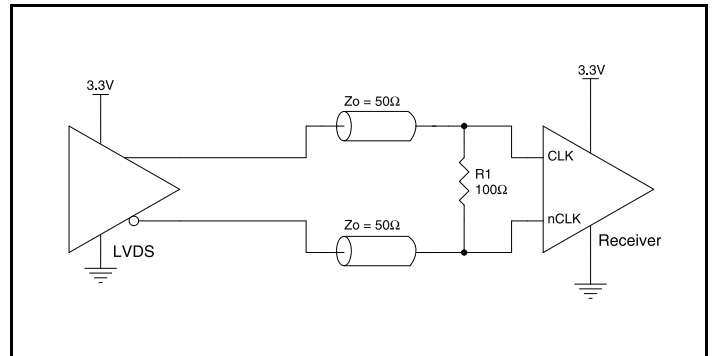 3.3V
Zo = 50Ω
3.3V
CLK
R1
100Ω
nCLK
Zo = 50Ω
Receiver
LVDS